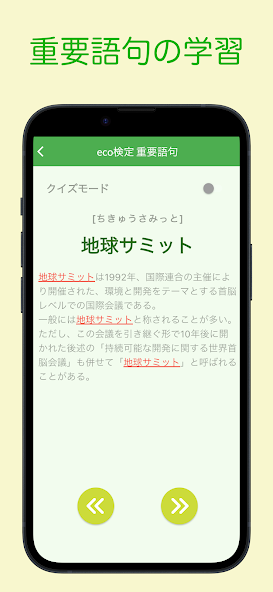 重要語句の学習
eco検定 重要語句
クイズモード
[ちきゅうさみっと]
地球サミット
地球サミットは1992年、国際連合の主催によ
り開催された、環境と開発をテーマとする首脳
レベルでの国際会議である。
一般には地球サミットと称されることが多い。
ただし、この会議を引き継ぐ形で10年後に開
かれた後述の「持続可能な開発に関する世界首
脳会議」も併せて「地球サミット」と呼ばれる
ことがある。